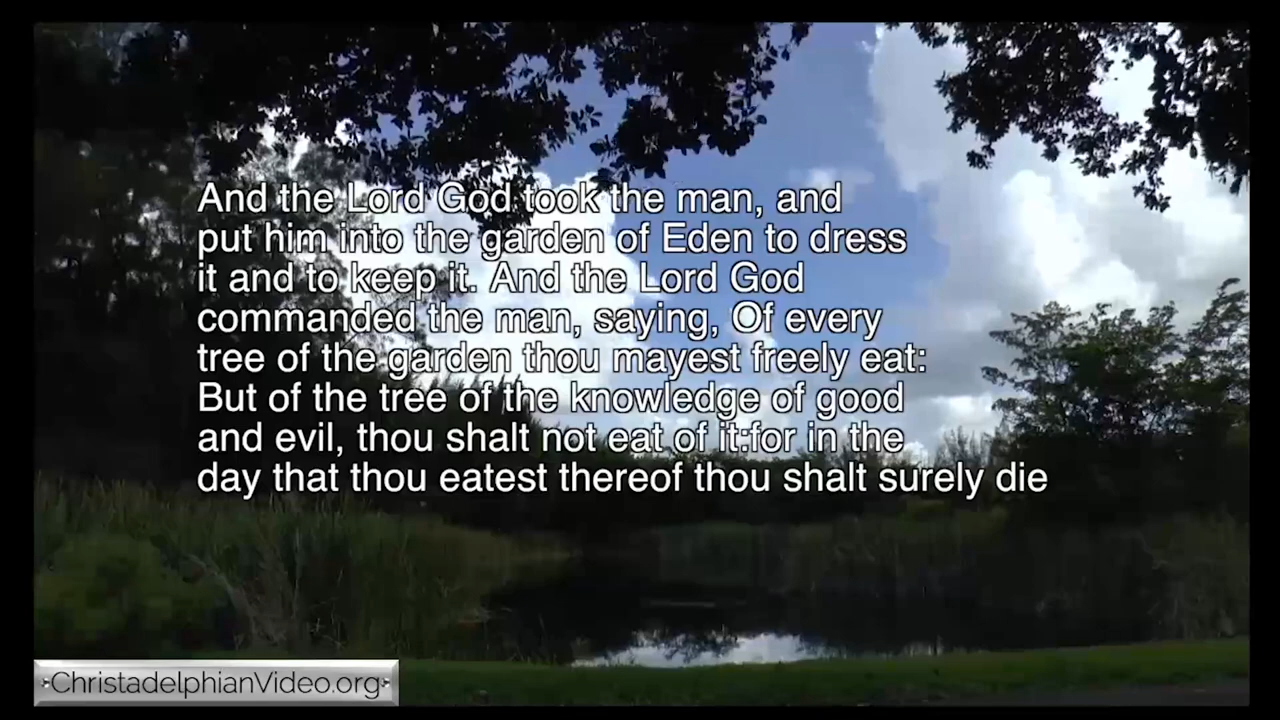 And the Lord God took the man, and
put him into the garden of Eden to dress
it and to keep it. And the Lord God
commanded the man, saying, Of every
tree of the garden thou mayest freely eat:
But of the tree of the knowledge of good
and evil, thou shalt not eat of it:for in the
day that thou eatest thereof thou shalt surely die
ChristadelphianVideo.org